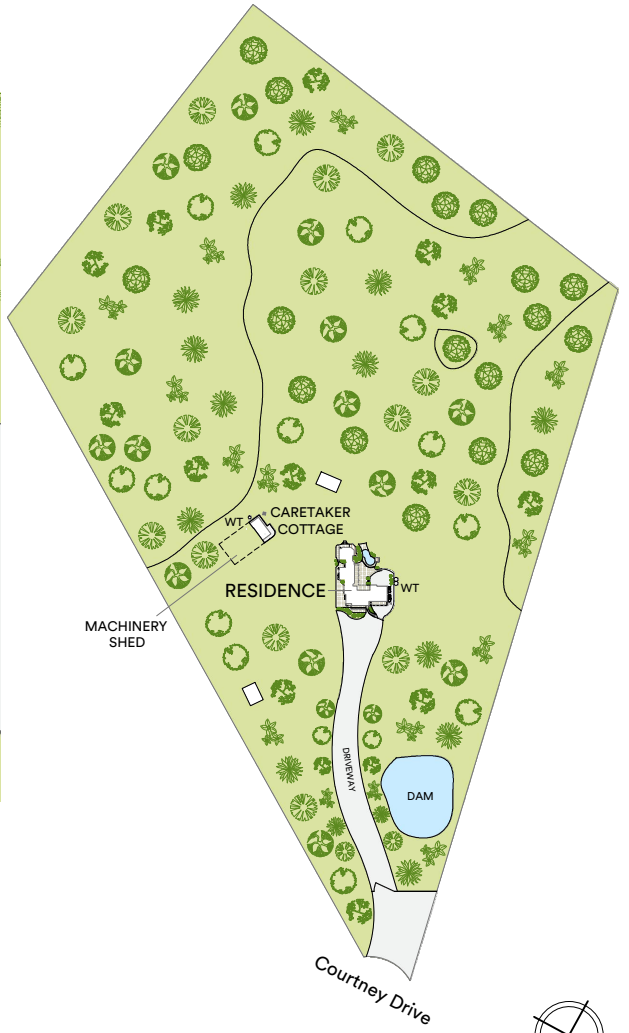 CARETAKER
COTTAGE
WT
RESIDENCE
WT
MACHINERY
SHED
DRIVEWAY
DAM
Courtney Drive